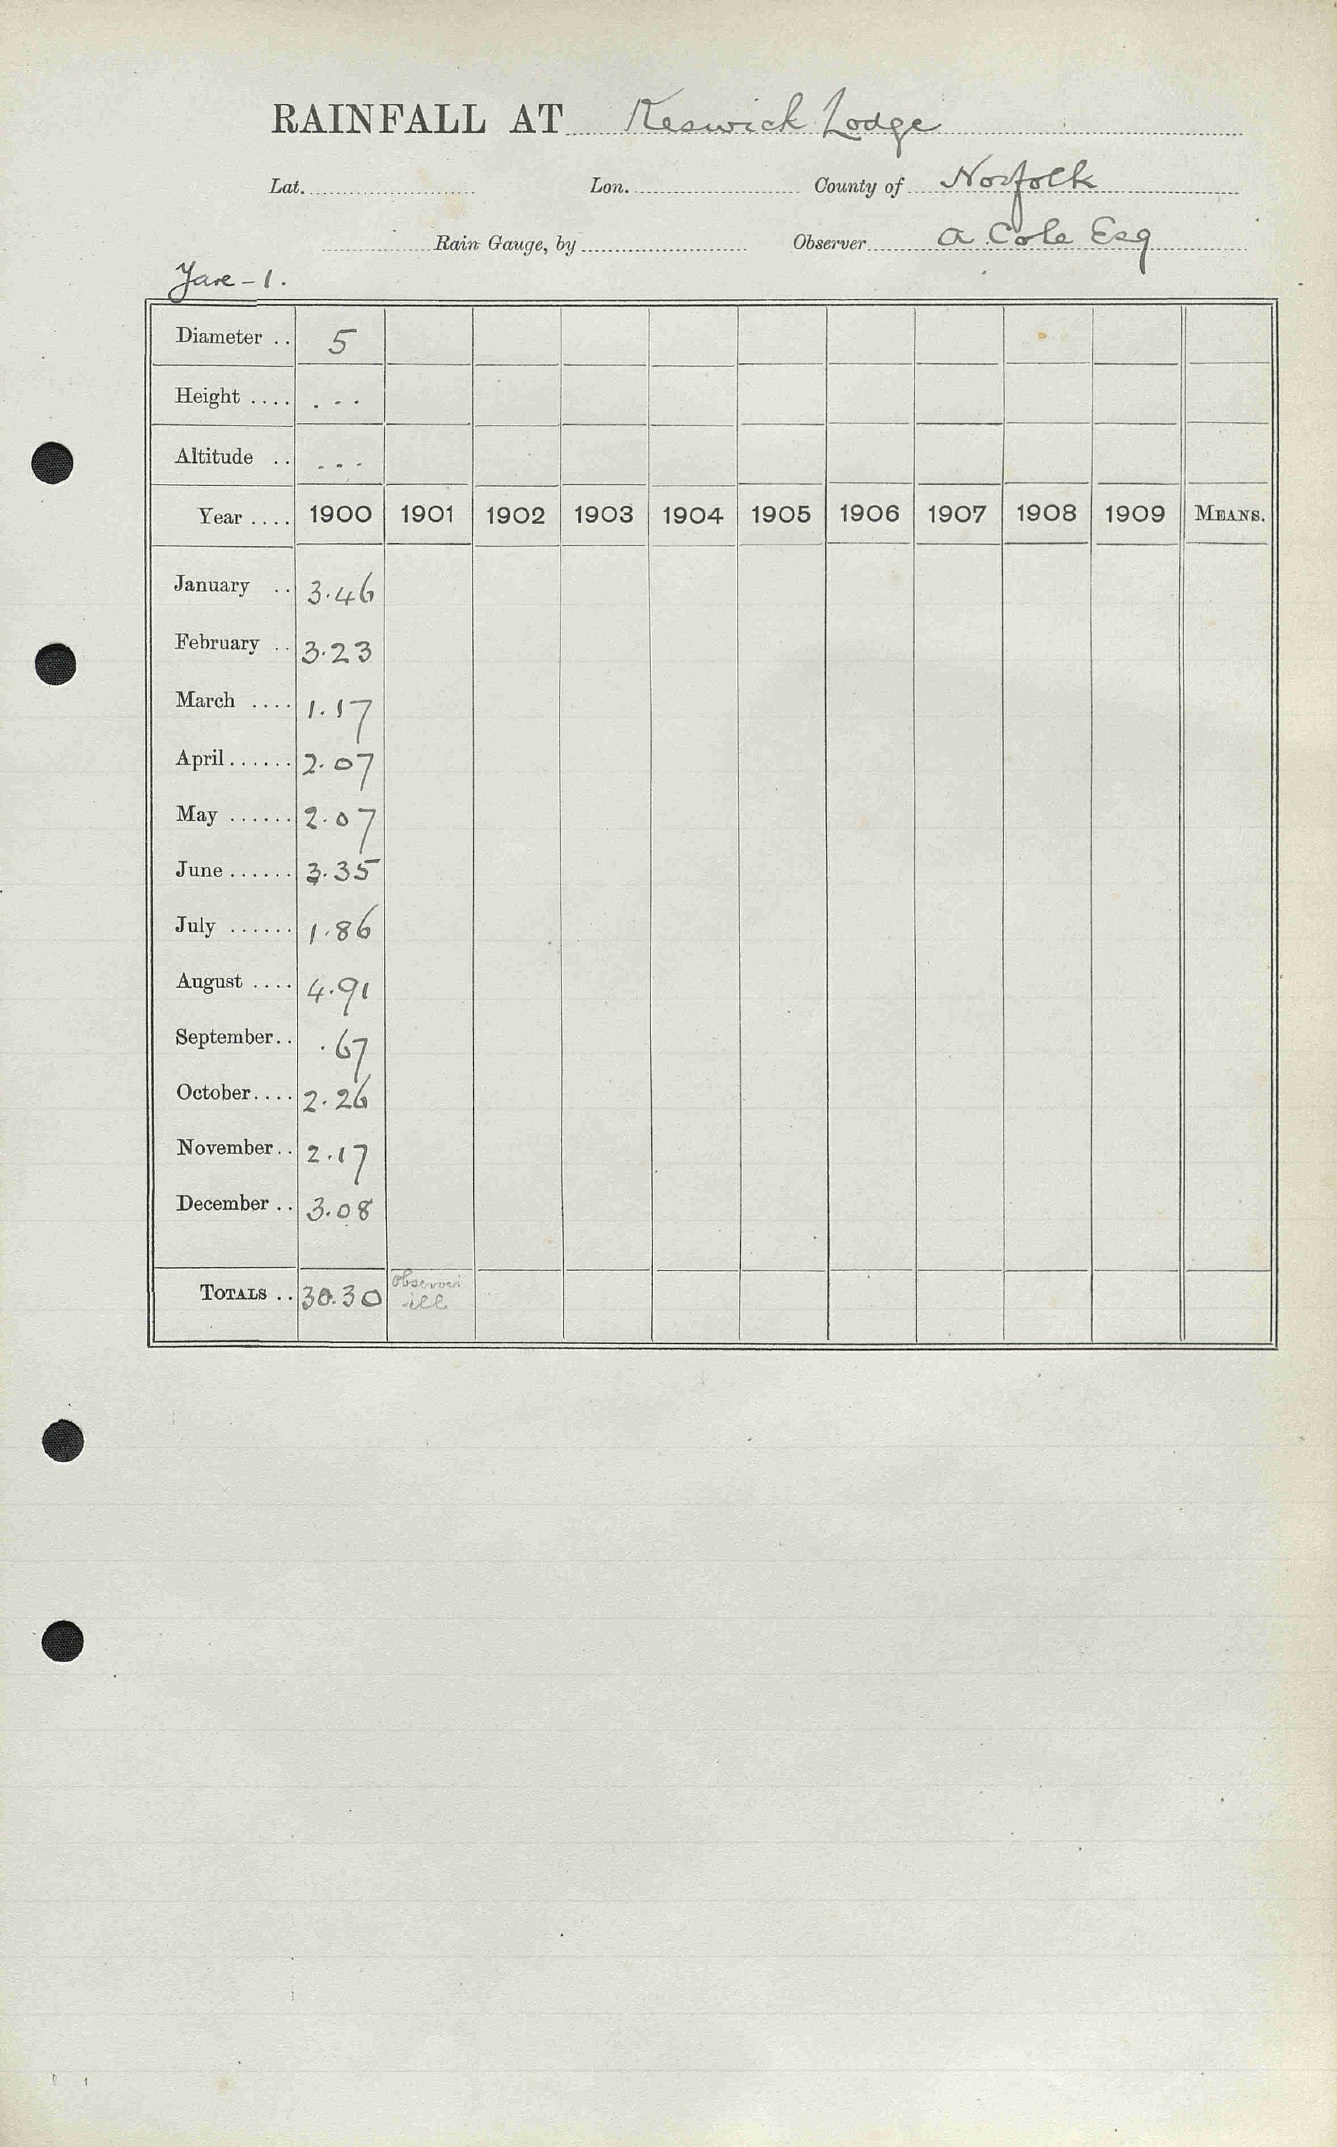 RAINFALL AT Keswick Lodge
Lat. Lon. County of Norfolk
Rain Gauge, by Observer A. Cole Esq
Yare - 1.
Diameter .. 5
Height .... . . .
Altitude .. . . .
Year .... 1900 1901 1902 1903 1904 1905 1906 1907 1908 1909 MEANS.
January .. 3.46
February .. 3.23
March .... 1.17
April ...... 2.07
May ...... 2.07
June ...... 3.35
July ...... 1.86
August .... 4.91
September .. .67
October .... 2.26
November .. 2.17
December .. 3.08
TOTALS .. 30.30 Observer
ill